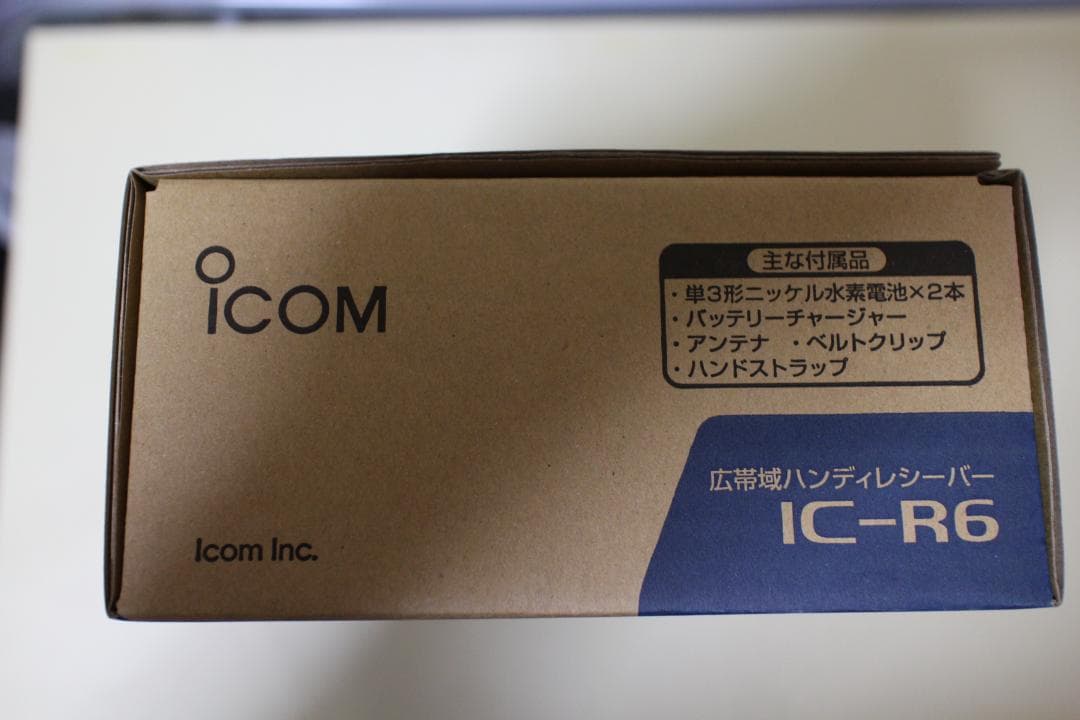 iCOM
主な付属品
・単3形ニッケル水素電池×2本
・バッテリーチャージャー
・アンテナ ・ベルトクリップ
・ハンドストラップ
広帯域ハンディレシーバー
IC-R6
Icom Inc.